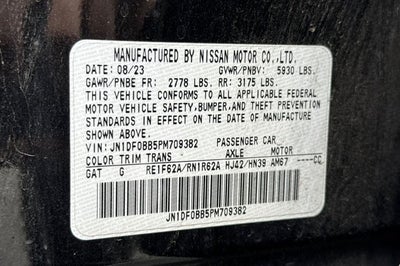 MANUFACTURED BY NISSAN MOTOR CO.,LTD.
DATE: 08/23 GVWR/PNBV: 5930 LBS.
GAWR/PNBE FR: 2778 LBS. RR: 3175 LBS.
THIS VEHICLE CONFORMS TO ALL APPLICABLE FEDERAL
MOTOR VEHICLE SAFETY,BUMPER,AND THEFT PREVENTION
STANDARDS IN EFFECT ON THE DATE OF MANUFACTURE
SHOWN ABOVE.
VIN: JN1DF0BB5PM709382 PASSENGER CAR
COLOR TRIM TRANS AXLE MOTOR
GAT G RE1F62A/RN1R62A HJ42/HN39 AM67 ----CC
JN1DF0BB5PM709382